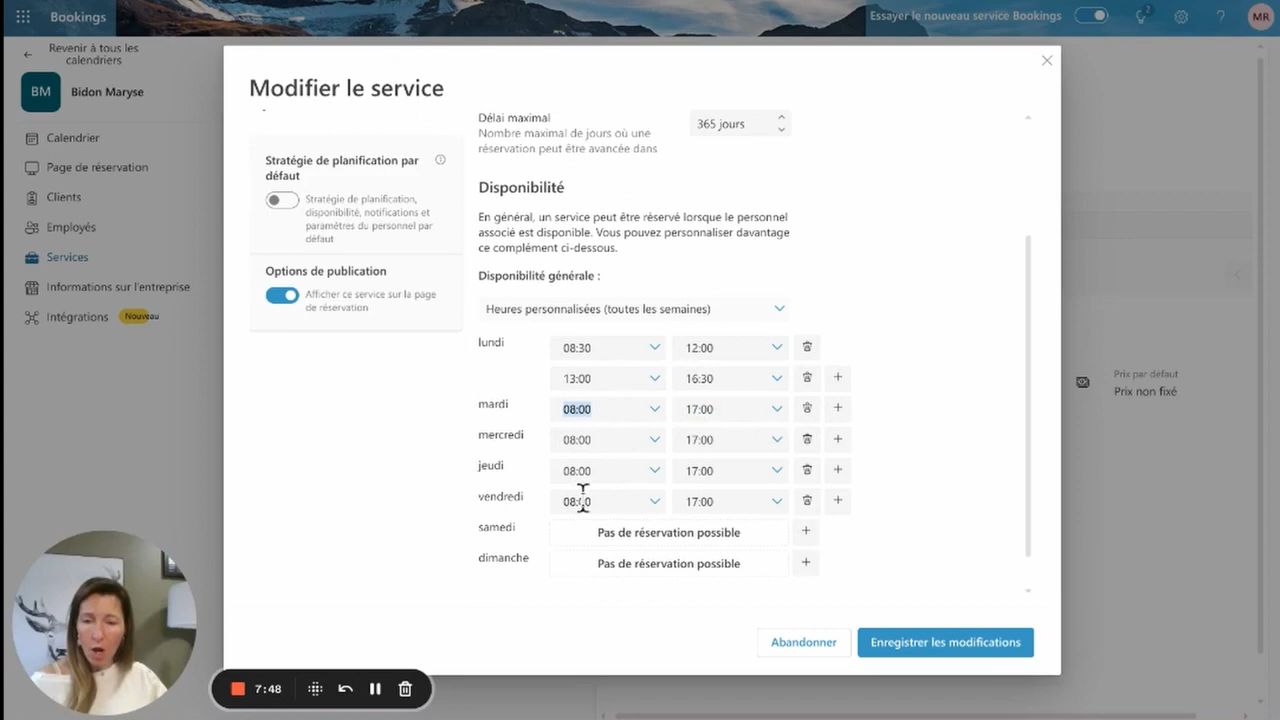 Bookings
Essayer le nouveau service Bookings
2
?
MR
Revenir à tous les
calendriers
BM
Bidon Maryse
Calendrier
Page de réservation
Clients
Employés
Services
Informations sur l'entreprise
Intégrations
Nouveau
Modifier le service
Stratégie de planification par
défaut
Stratégie de planification,
disponibilité, notifications et
paramètres du personnel par
défaut
Options de publication
Afficher ce service sur la page
de réservation
Délai maximal
Nombre maximal de jours où une
réservation peut être avancée dans
365 jours
Disponibilité
En général, un service peut être réservé lorsque le personnel
associé est disponible. Vous pouvez personnaliser davantage
ce complément ci-dessous.
Disponibilité générale :
Heures personnalisées (toutes les semaines)
lundi 08:30 12:00
13:00 16:30
mardi 08:00 17:00
mercredi 08:00 17:00
jeudi 08:00 17:00
vendredi 08:00 17:00
samedi Pas de réservation possible
dimanche Pas de réservation possible
Abandonner
Enregistrer les modifications
Prix par défaut
Prix non fixé
7:48